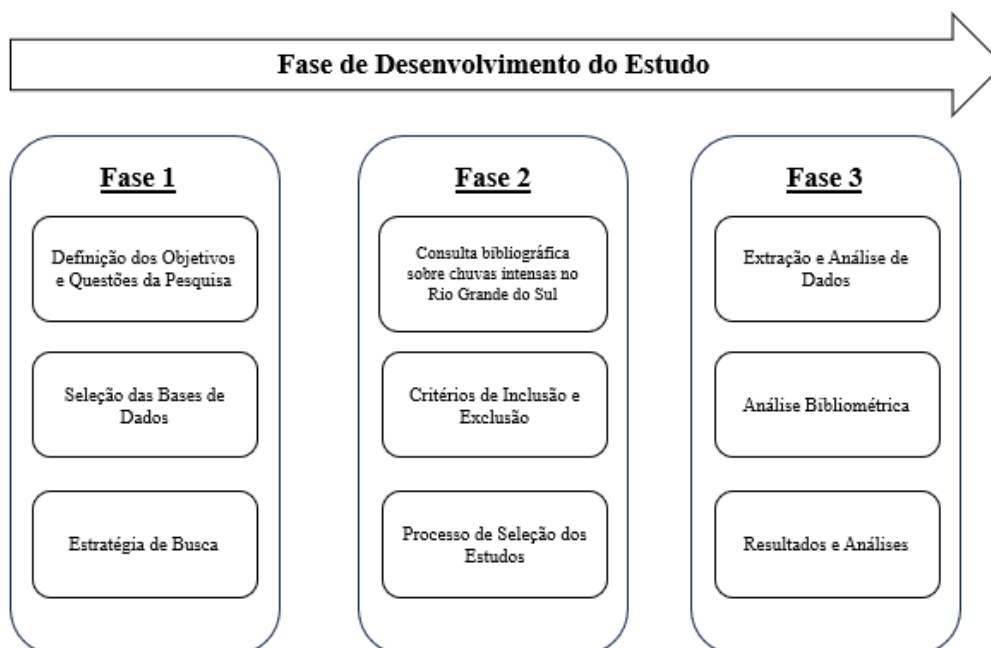 Fase de Desenvolvimento do Estudo
Fase 1
Definição dos Objetivos
e Questões da Pesquisa
Seleção das Bases de
Dados
Estratégia de Busca
Fase 2
Consulta bibliográfica
sobre chuvas intensas no
Rio Grande do Sul
Critérios de Inclusão e
Exclusão
Processo de Seleção dos
Estudos
Fase 3
Extração e Análise de
Dados
Análise Bibliométrica
Resultados e Análises